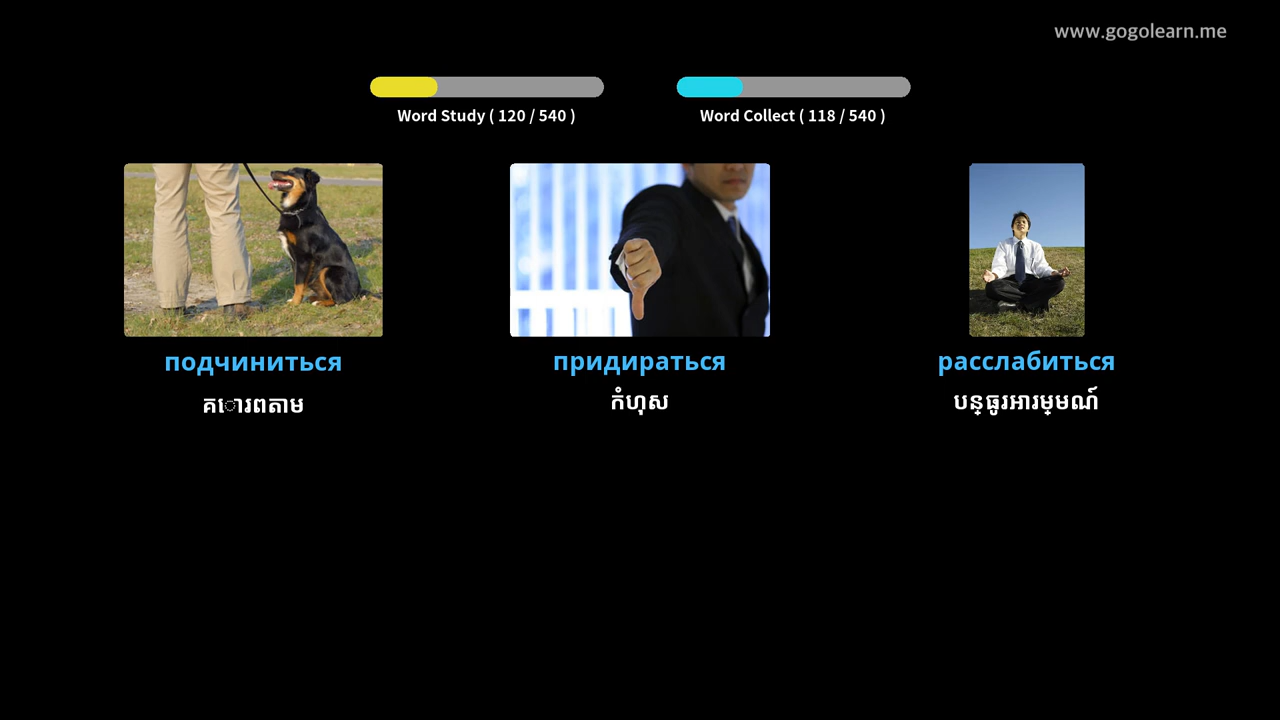 www.gogolearn.me
Word Study ( 120 / 540 )
Word Collect ( 118 / 540 )
подчиниться
придираться
расслабиться
គោរពតាម
កំហុស
បន្ធូរអារម្មណ៍